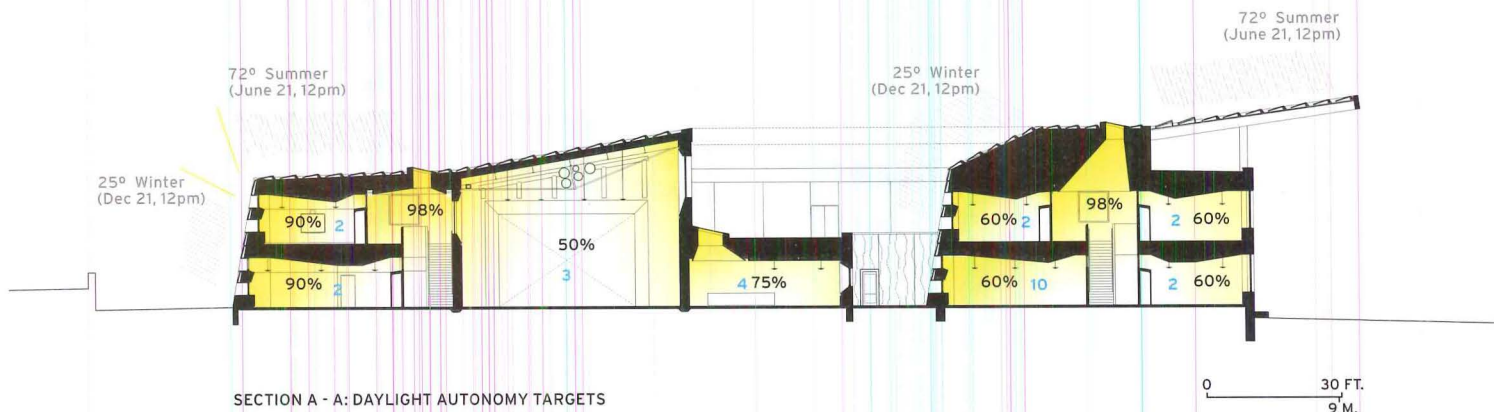 72º Summer
(June 21, 12pm)
25º Winter
(Dec 21, 12pm)
72º Summer
(June 21, 12pm)
25º Winter
(Dec 21, 12pm)
90% 2
98%
50%
3
90% 2
4 75%
60% 2
98%
2 60%
60% 10
2 60%
SECTION A - A: DAYLIGHT AUTONOMY TARGETS
0 30 FT.
9 M.